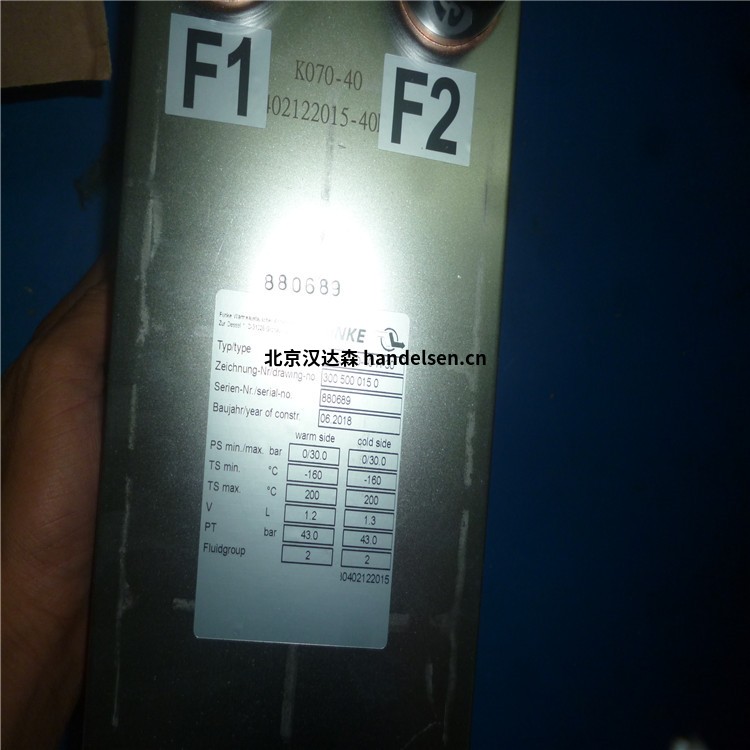 F1
K070-40
402122015-40
F2
880689
NKE
Typ/type
北京汉达森 handelsen.cn
Zeichnung-Nr/drawing-no
300 500 015 0
Serien-Nr./serial-no.
880689
Baujahr/year of constr.
06.2018
warm side cold side
PS min./max. bar 0/30.0 0/30.0
TS min. °C -160 -160
TS max. °C 200 200
V L 1.2 1.3
PT bar 43.0 43.0
Fluidgroup 2 2
I0402122015